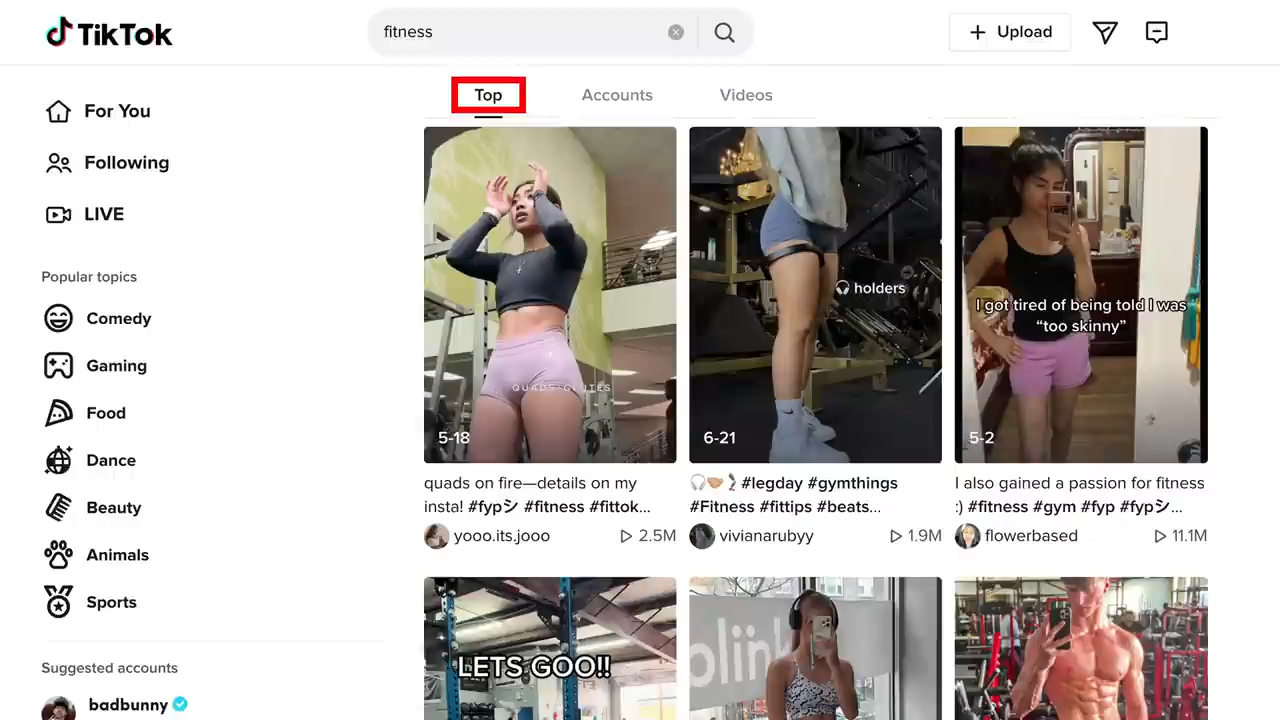 TikTok
fitness
Upload
For You
Following
LIVE
Popular topics
Comedy
Gaming
Food
Dance
Beauty
Animals
Sports
Suggested accounts
badbunny
Top
Accounts
Videos
QUADS GLUTES
5-18
quads on fire—details on my
insta! #fypシ #fitness #fittok...
yooo.its.jooo
2.5M
holders
6-21
#legday #gymthings
#Fitness #fittips #beats...
vivianarubyy
1.9M
I got tired of being told I was
“too skinny”
5-2
I also gained a passion for fitness
:) #fitness #gym #fyp #fypシ...
flowerbased
11.1M
LETS GOO!!